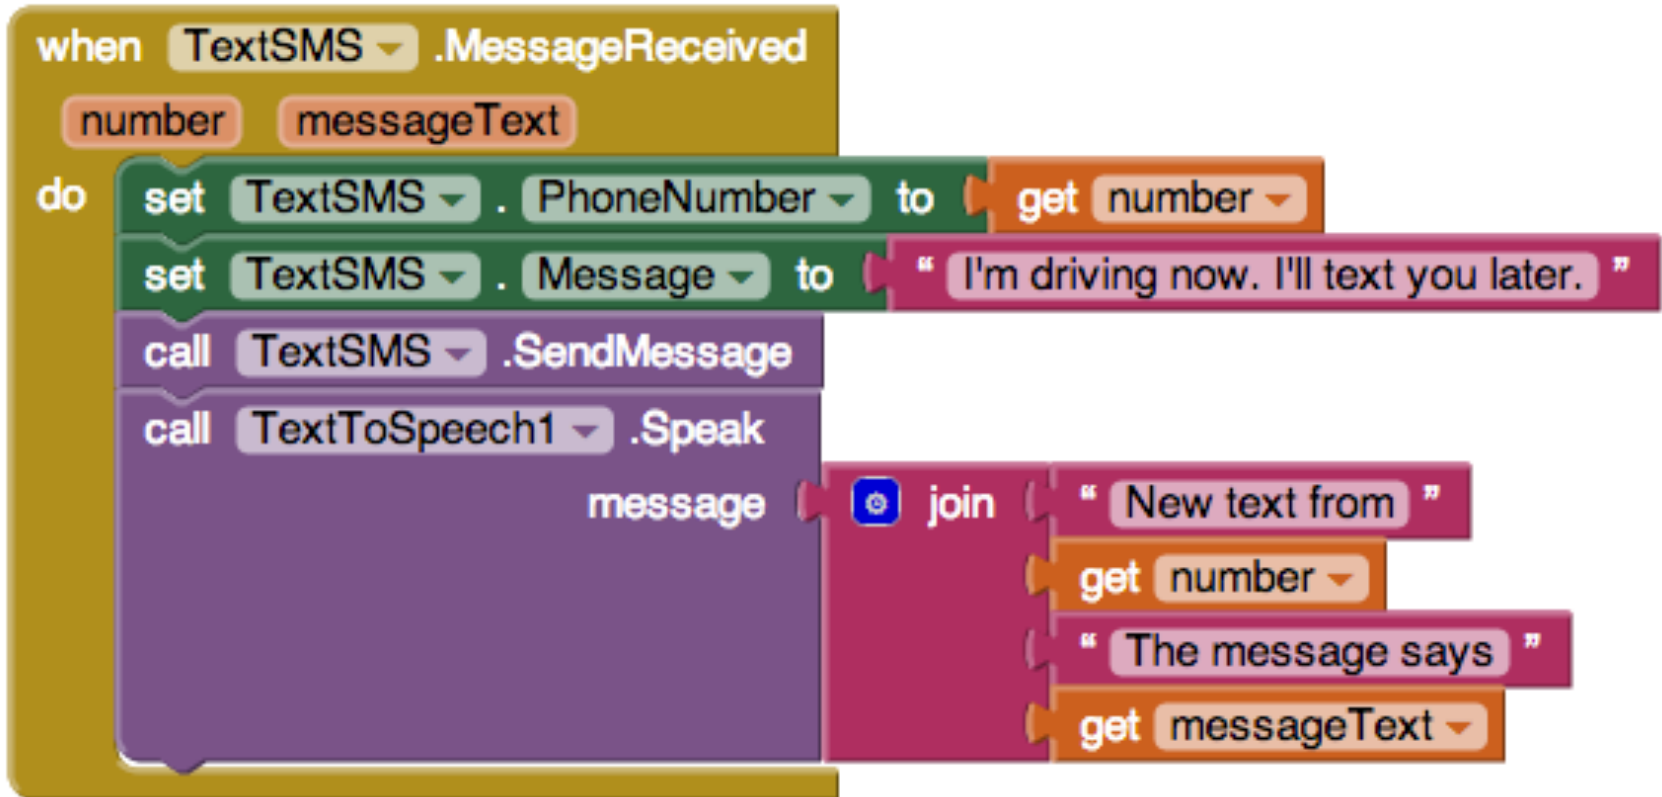 when TextSMS .MessageReceived
number messageText
do set TextSMS . PhoneNumber to get number
set TextSMS . Message to “ I'm driving now. I'll text you later. ”
call TextSMS .SendMessage
call TextToSpeech1 .Speak
message join “ New text from ”
get number
“ The message says ”
get messageText